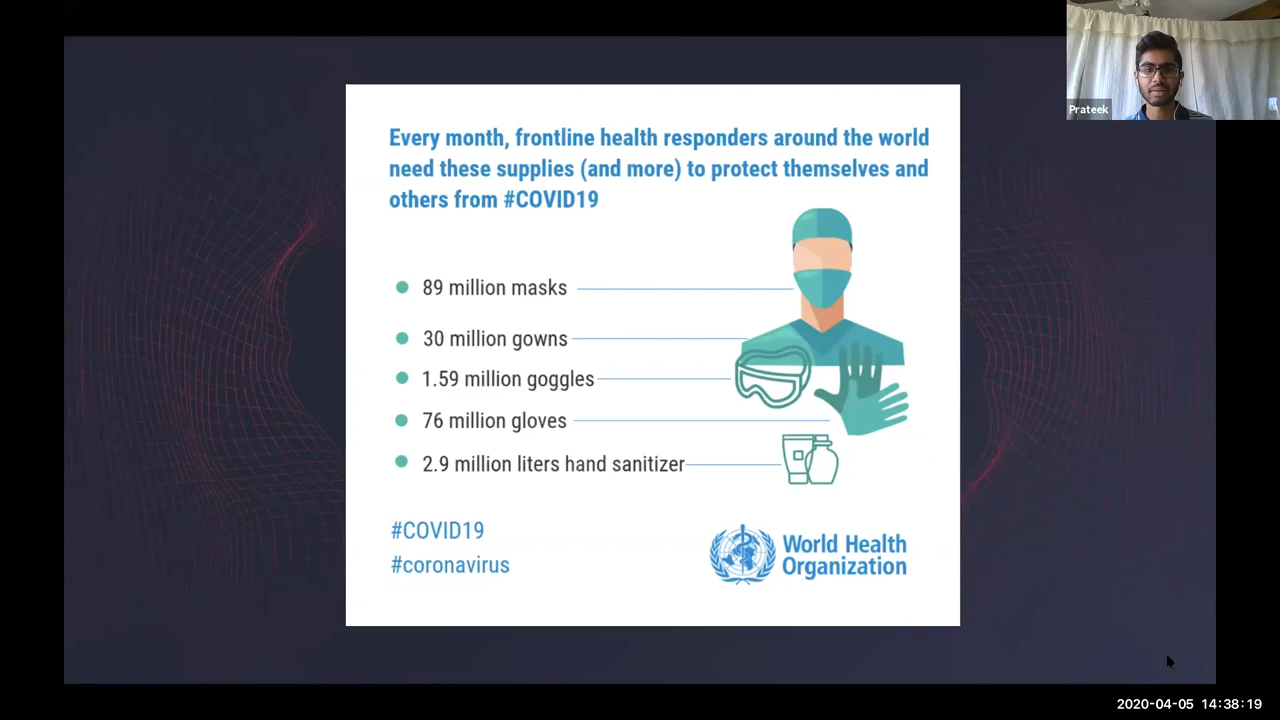 Prateek
Every month, frontline health responders around the world
need these supplies (and more) to protect themselves and
others from #COVID19
89 million masks
30 million gowns
1.59 million goggles
76 million gloves
2.9 million liters hand sanitizer
#COVID19
#coronavirus
World Health
Organization
2020-04-05 14:38:19